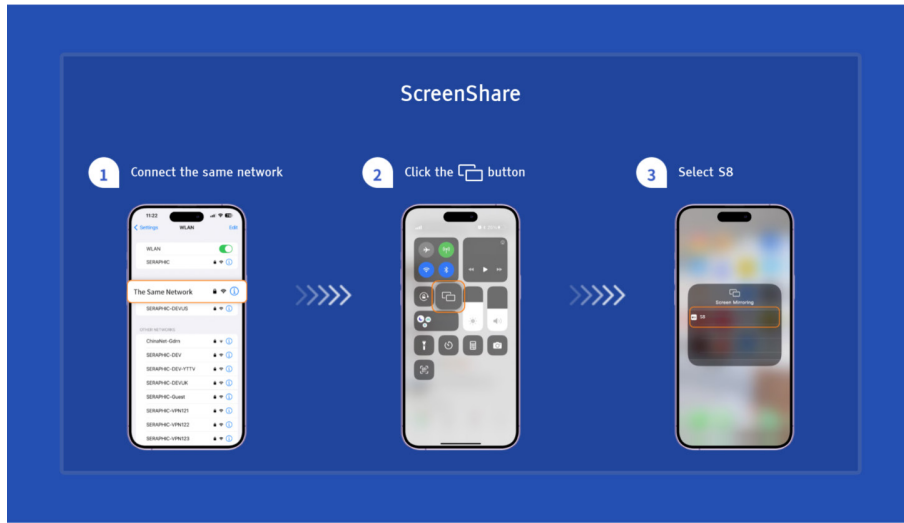 ScreenShare
1 Connect the same network
2 Click the button
3 Select S8
11:22
Settings WLAN Edit
WLAN
SERAPHIC
The Same Network
SERAPHIC-DEVUS
OTHER NETWORKS
ChinaNet-Gdrn
SERAPHIC-DEV
SERAPHIC-DEV-YTTV
SERAPHIC-DEVUK
SERAPHIC-Guest
SERAPHIC-VPN121
SERAPHIC-VPN122
SERAPHIC-VPN123
Screen Mirroring
S8